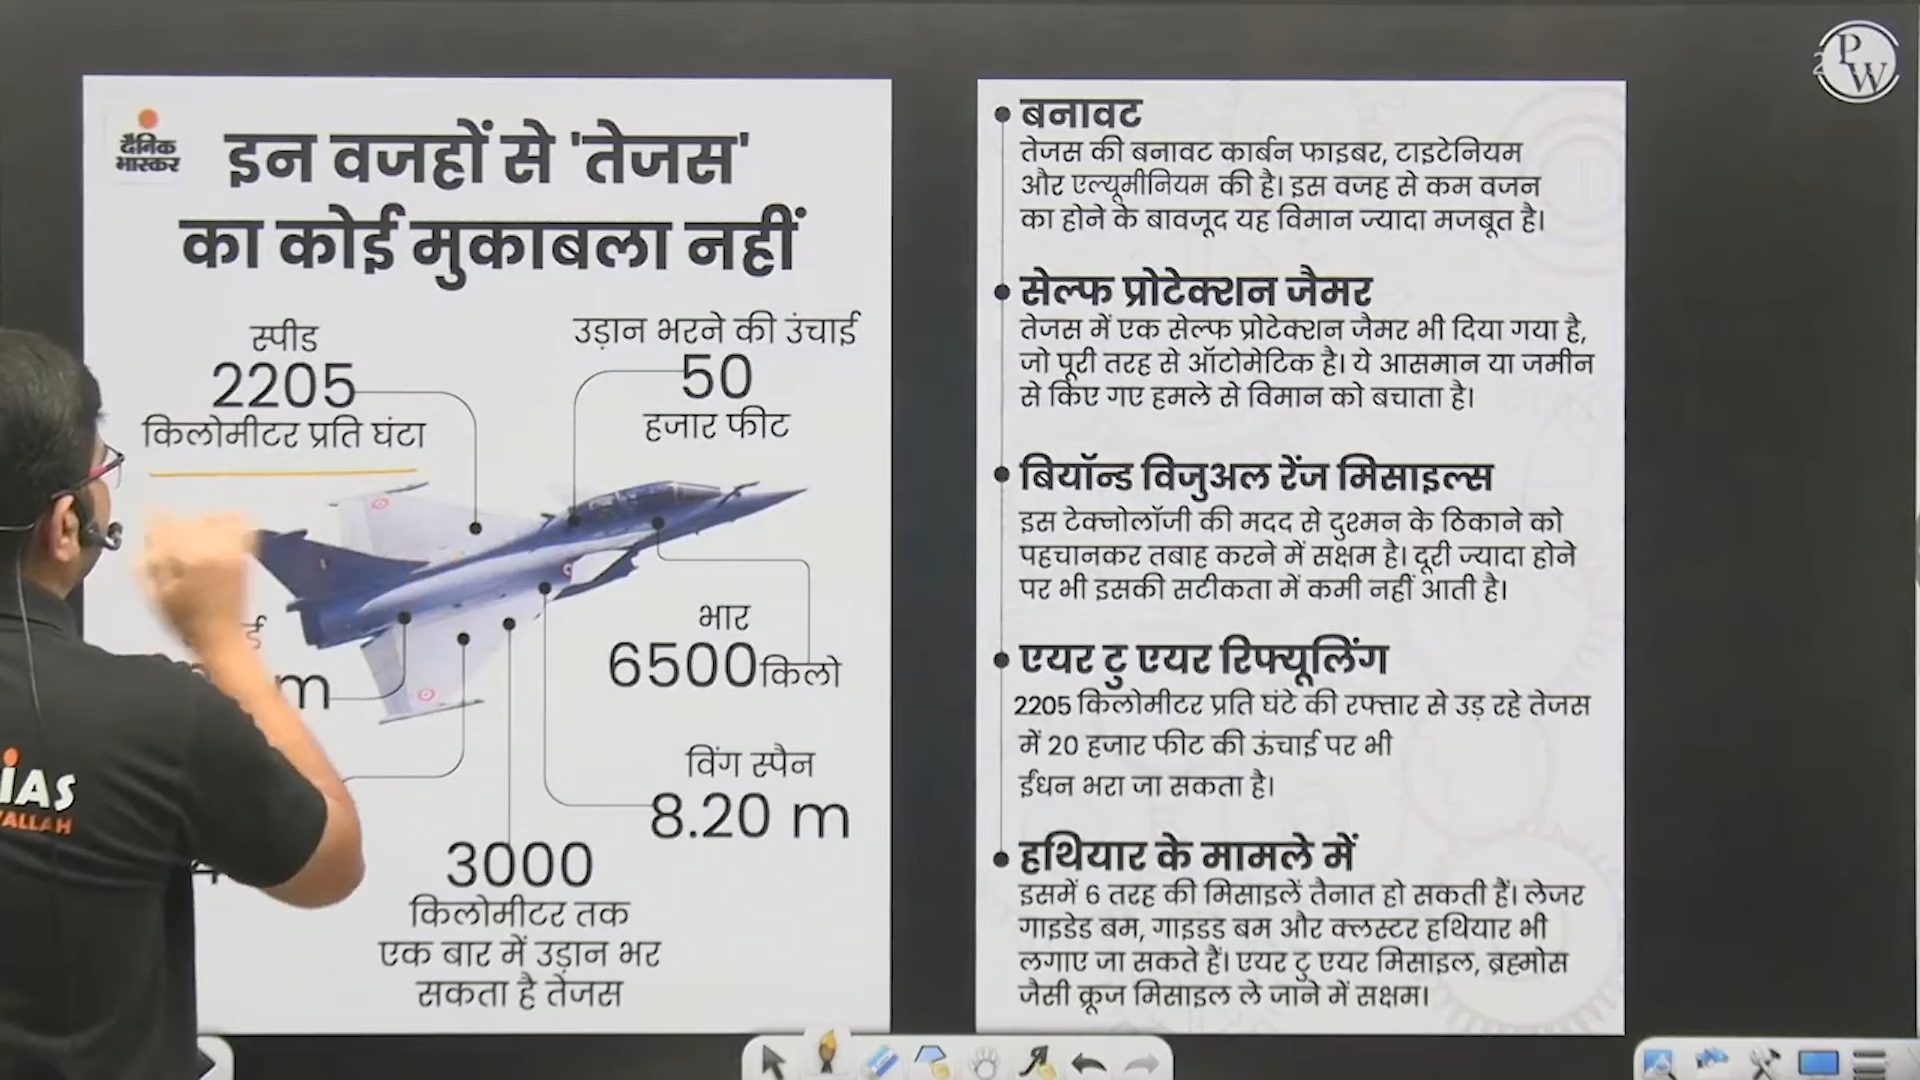 PW
दैनिक
भास्कर
इन वजहों से 'तेजस'
का कोई मुकाबला नहीं
स्पीड
2205
किलोमीटर प्रति घंटा
उड़ान भरने की उंचाई
50
हजार फीट
भार
6500 किलो
m
विंग स्पैन
8.20 m
3000
किलोमीटर तक
एक बार में उड़ान भर
सकता है तेजस
बनावट
तेजस की बनावट कार्बन फाइबर, टाइटेनियम
और एल्यूमीनियम की है। इस वजह से कम वजन
का होने के बावजूद यह विमान ज्यादा मजबूत है।
सेल्फ प्रोटेक्शन जैमर
तेजस में एक सेल्फ प्रोटेक्शन जैमर भी दिया गया है,
जो पूरी तरह से ऑटोमेटिक है। ये आसमान या जमीन
से किए गए हमले से विमान को बचाता है।
बियॉन्ड विजुअल रेंज मिसाइल्स
इस टेक्नोलॉजी की मदद से दुश्मन के ठिकाने को
पहचानकर तबाह करने में सक्षम है। दूरी ज्यादा होने
पर भी इसकी सटीकता में कमी नहीं आती है।
एयर टु एयर रिफ्यूलिंग
2205 किलोमीटर प्रति घंटे की रफ्तार से उड़ रहे तेजस
में 20 हजार फीट की ऊंचाई पर भी
ईंधन भरा जा सकता है।
हथियार के मामले में
इसमें 6 तरह की मिसाइलें तैनात हो सकती हैं। लेजर
गाइडेड बम, गाइडड बम और क्लस्टर हथियार भी
लगाए जा सकते हैं। एयर टु एयर मिसाइल, ब्रह्मोस
जैसी क्रूज मिसाइल ले जाने में सक्षम।
IAS